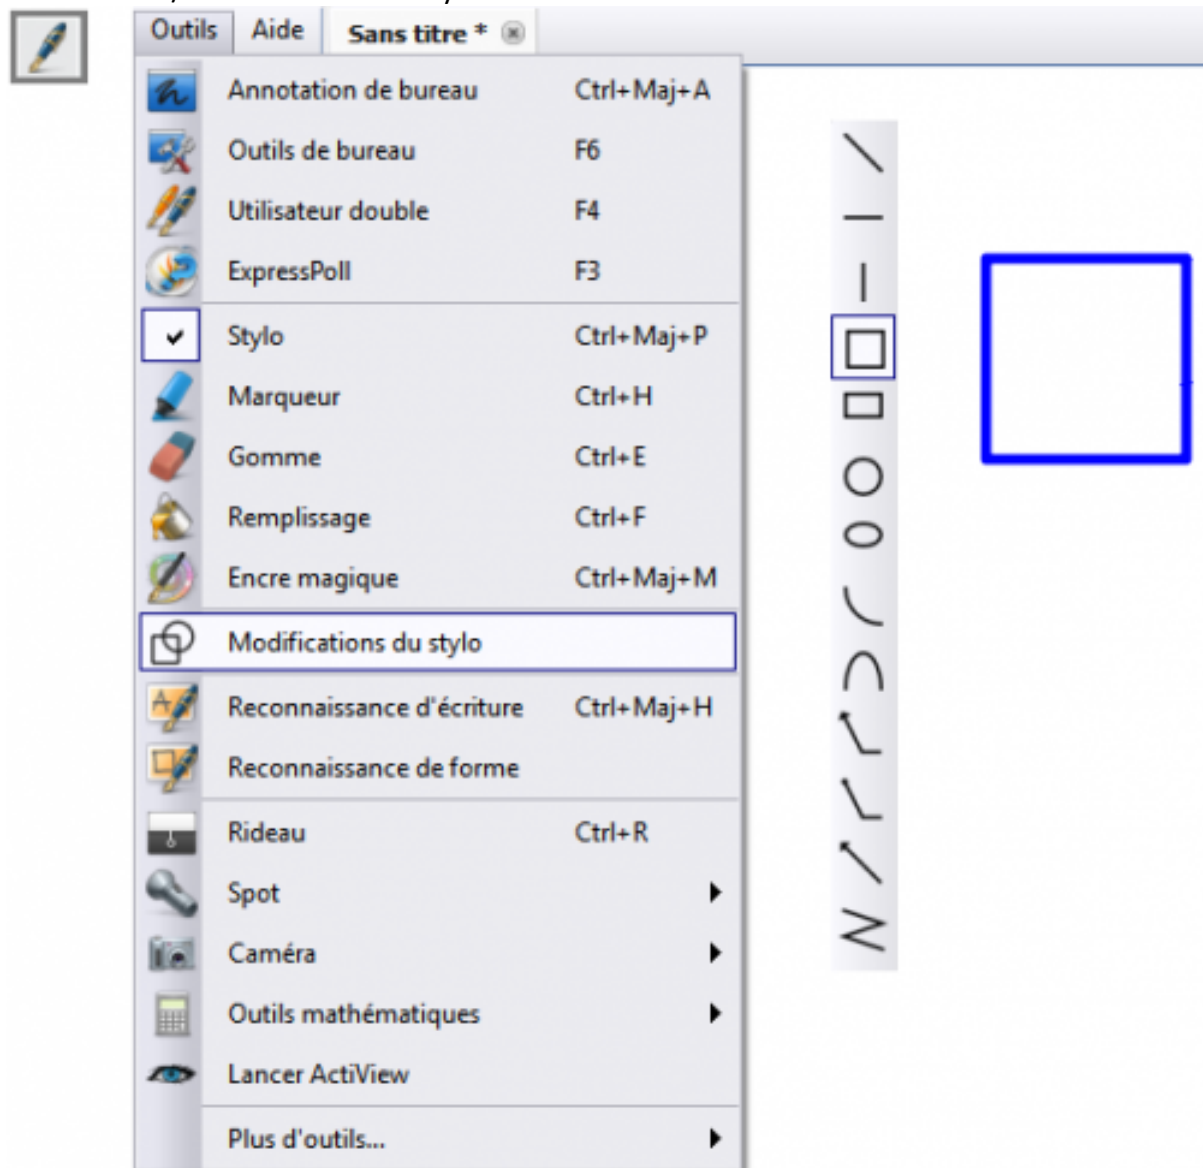 Outils Aide Sans titre *
Annotation de bureau Ctrl+Maj+A
Outils de bureau F6
Utilisateur double F4
ExpressPoll F3
Stylo Ctrl+Maj+P
Marqueur Ctrl+H
Gomme Ctrl+E
Remplissage Ctrl+F
Encre magique Ctrl+Maj+M
Modifications du stylo
Reconnaissance d'écriture Ctrl+Maj+H
Reconnaissance de forme
Rideau Ctrl+R
Spot
Caméra
Outils mathématiques
Lancer ActiView
Plus d'outils...